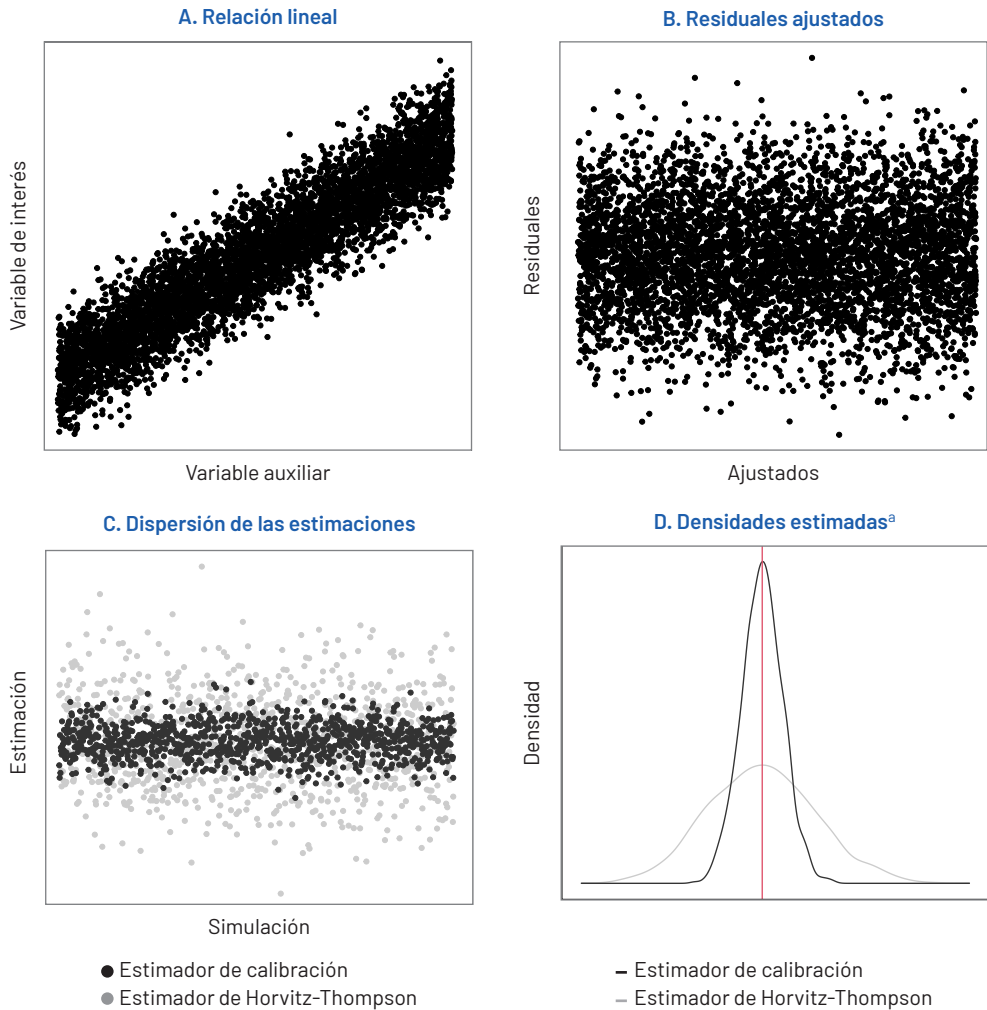 A. Relación lineal
Variable de interés
Variable auxiliar
B. Residuales ajustados
Residuales
Ajustados
C. Dispersión de las estimaciones
Estimación
Simulación
● Estimador de calibración
● Estimador de Horvitz-Thompson
D. Densidades estimadasᵃ
Densidad
– Estimador de calibración
– Estimador de Horvitz-Thompson